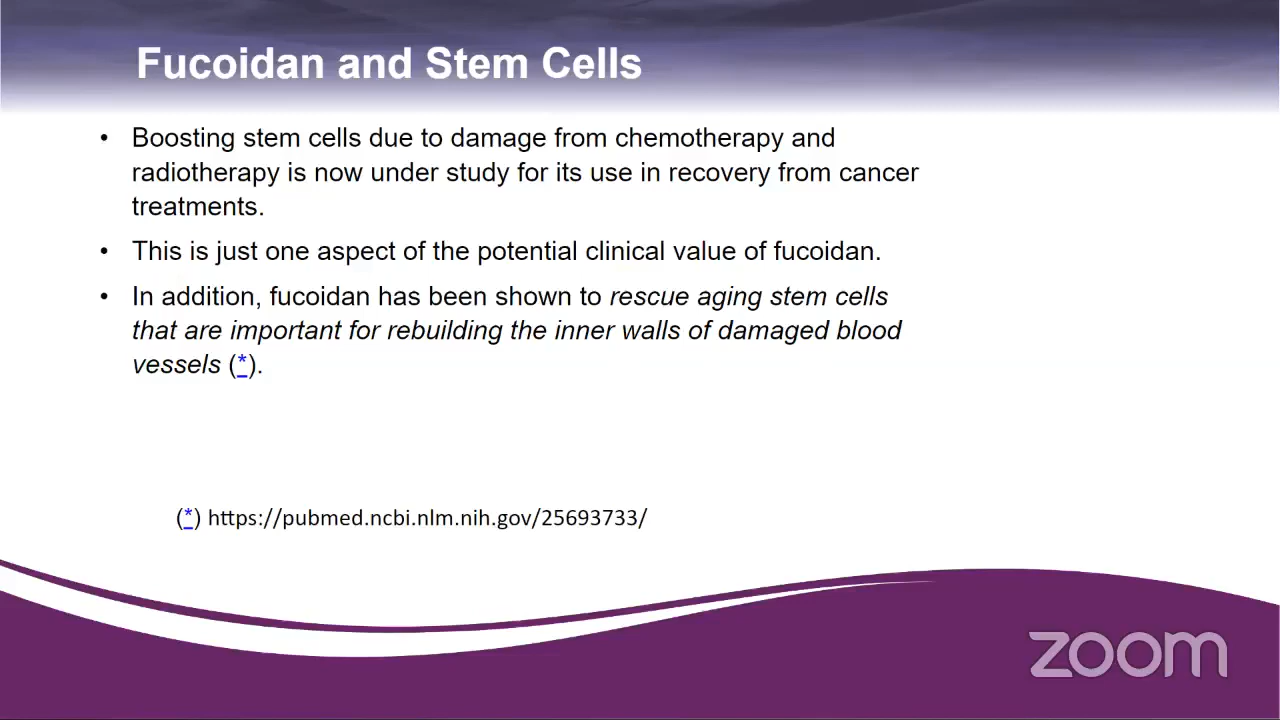 Fucoidan and Stem Cells
• Boosting stem cells due to damage from chemotherapy and
radiotherapy is now under study for its use in recovery from cancer
treatments.
• This is just one aspect of the potential clinical value of fucoidan.
• In addition, fucoidan has been shown to rescue aging stem cells
that are important for rebuilding the inner walls of damaged blood
vessels (*).
(*) https://pubmed.ncbi.nlm.nih.gov/25693733/
zoom